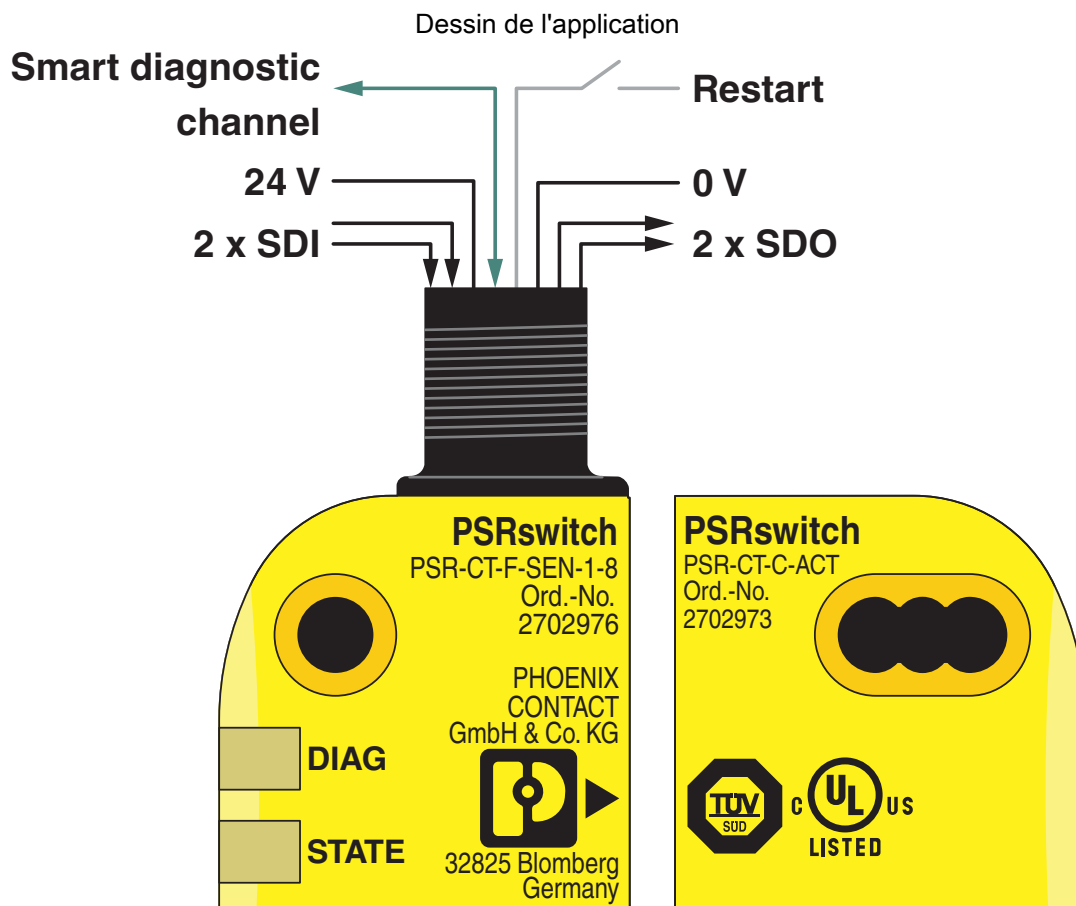 Dessin de l'application
Smart diagnostic
channel
Restart
24 V
0 V
2 x SDI
2 x SDO
PSRswitch
PSR-CT-F-SEN-1-8
Ord.-No.
2702976
PHOENIX
CONTACT
GmbH & Co. KG
DIAG
STATE
32825 Blomberg
Germany
PSRswitch
PSR-CT-C-ACT
Ord.-No.
2702973
TÜV
SÜD
C UL US
LISTED